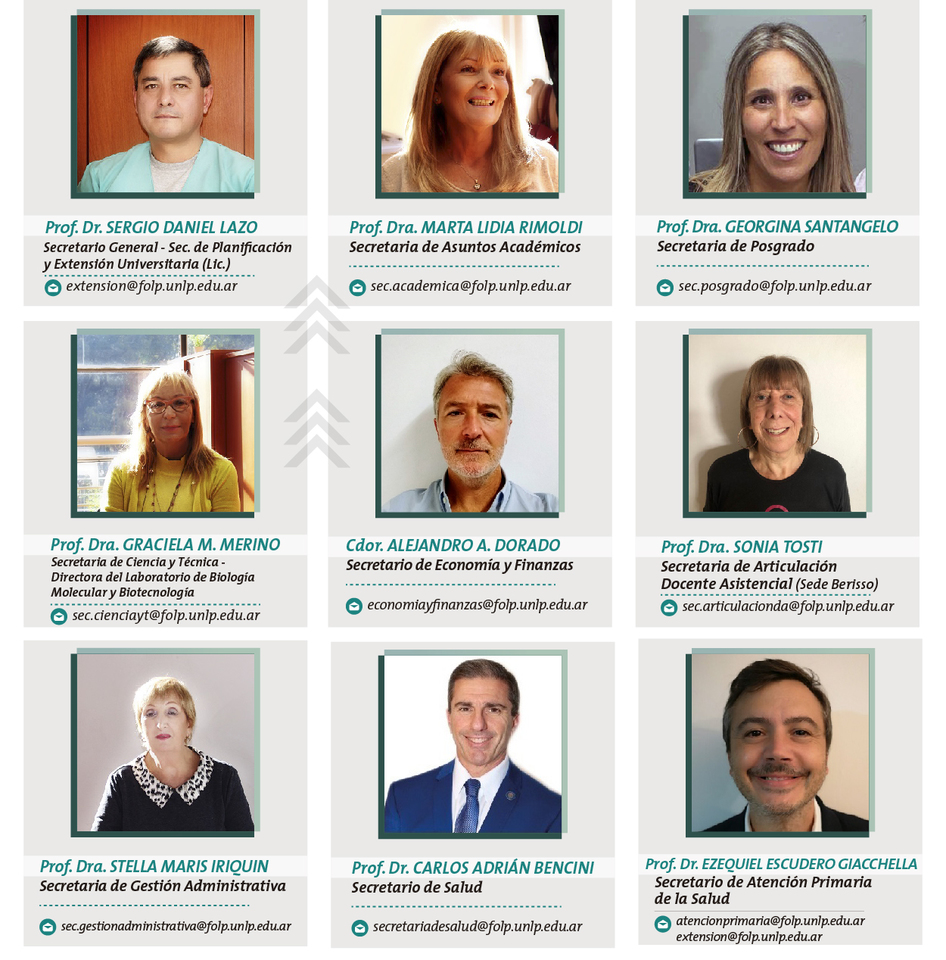 Prof. Dr. SERGIO DANIEL LAZO
Secretario General - Sec. de Planificación
y Extensión Universitaria (Lic.)
extension@folp.unlp.edu.ar
Prof. Dra. MARTA LIDIA RIMOLDI
Secretaria de Asuntos Académicos
sec.academica@folp.unlp.edu.ar
Prof. Dra. GEORGINA SANTANGELO
Secretaria de Posgrado
sec.posgrado@folp.unlp.edu.ar
Prof. Dra. GRACIELA M. MERINO
Secretaria de Ciencia y Técnica -
Directora del Laboratorio de Biología
Molecular y Biotecnología
sec.cienciayt@folp.unlp.edu.ar
Cdor. ALEJANDRO A. DORADO
Secretario de Economía y Finanzas
economiayfinanzas@folp.unlp.edu.ar
Prof. Dra. SONIA TOSTI
Secretaria de Articulación
Docente Asistencial (Sede Berisso)
sec.articulacionda@folp.unlp.edu.ar
Prof. Dra. STELLA MARIS IRIQUIN
Secretaria de Gestión Administrativa
sec.gestionadministrativa@folp.unlp.edu.ar
Prof. Dr. CARLOS ADRIÁN BENCINI
Secretario de Salud
secretariadesalud@folp.unlp.edu.ar
Prof. Dr. EZEQUIEL ESCUDERO GIACCHELLA
Secretario de Atención Primaria
de la Salud
atencionprimaria@folp.unlp.edu.ar
extension@folp.unlp.edu.ar